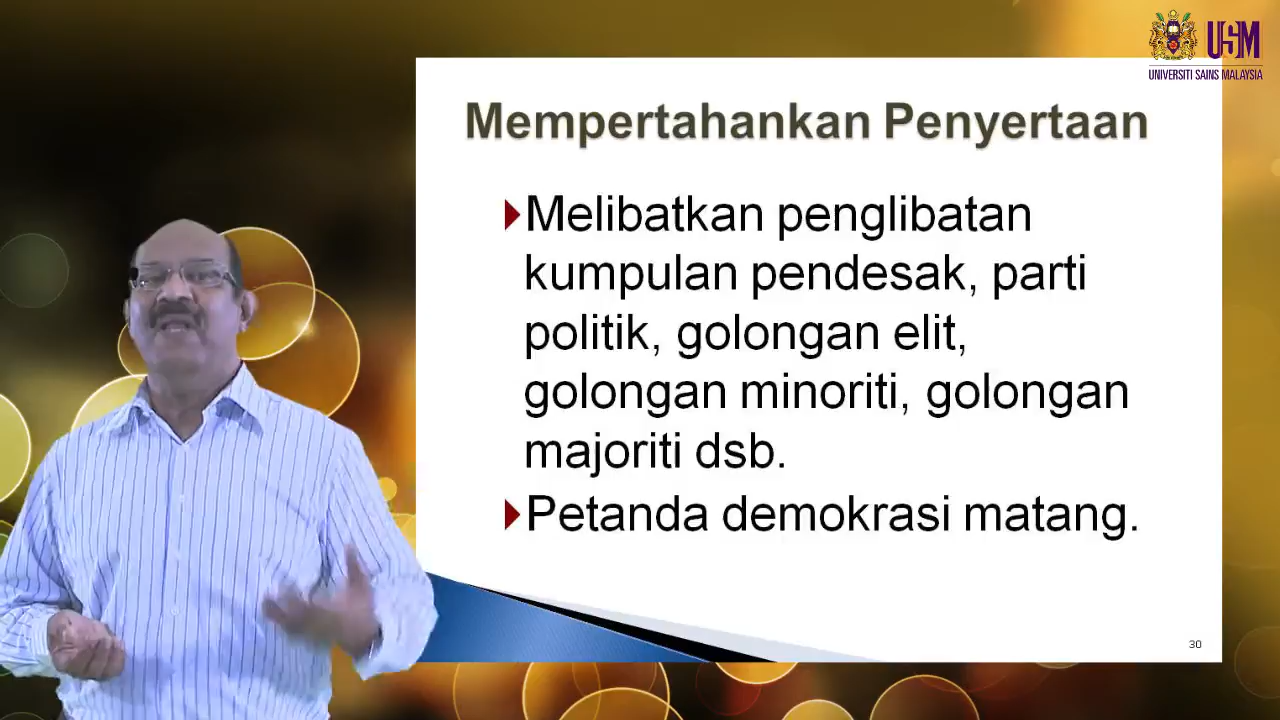 USM
UNIVERSITI SAINS MALAYSIA
Mempertahankan Penyertaan
Melibatkan penglibatan
kumpulan pendesak, parti
politik, golongan elit,
golongan minoriti, golongan
majoriti dsb.
Petanda demokrasi matang.
30